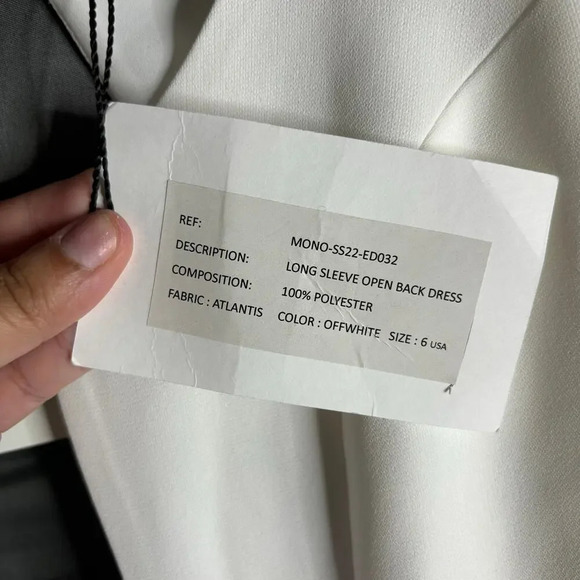 REF: MONO-SS22-ED032
DESCRIPTION: LONG SLEEVE OPEN BACK DRESS
COMPOSITION: 100% POLYESTER
FABRIC : ATLANTIS COLOR : OFFWHITE SIZE : 6 USA